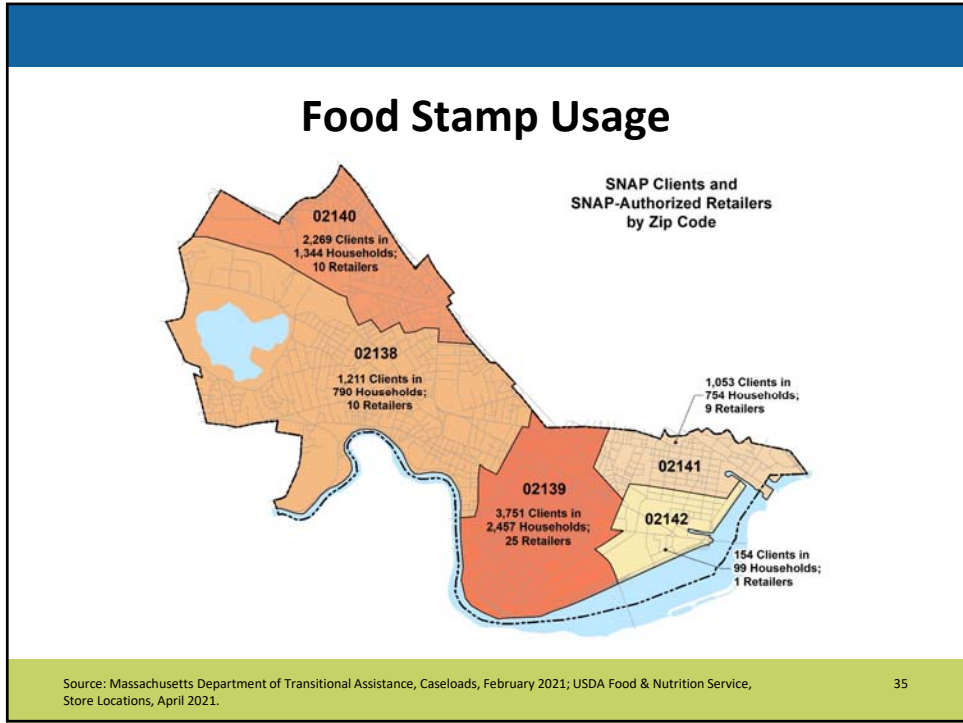 Food Stamp Usage
SNAP Clients and
SNAP-Authorized Retailers
by Zip Code
02140
2,269 Clients in
1,344 Households;
10 Retailers
02138
1,211 Clients in
790 Households;
10 Retailers
1,053 Clients in
754 Households;
9 Retailers
02141
02139
3,751 Clients in
2,457 Households;
25 Retailers
02142
154 Clients in
99 Households;
1 Retailers
Source: Massachusetts Department of Transitional Assistance, Caseloads, February 2021; USDA Food & Nutrition Service,
Store Locations, April 2021.
35